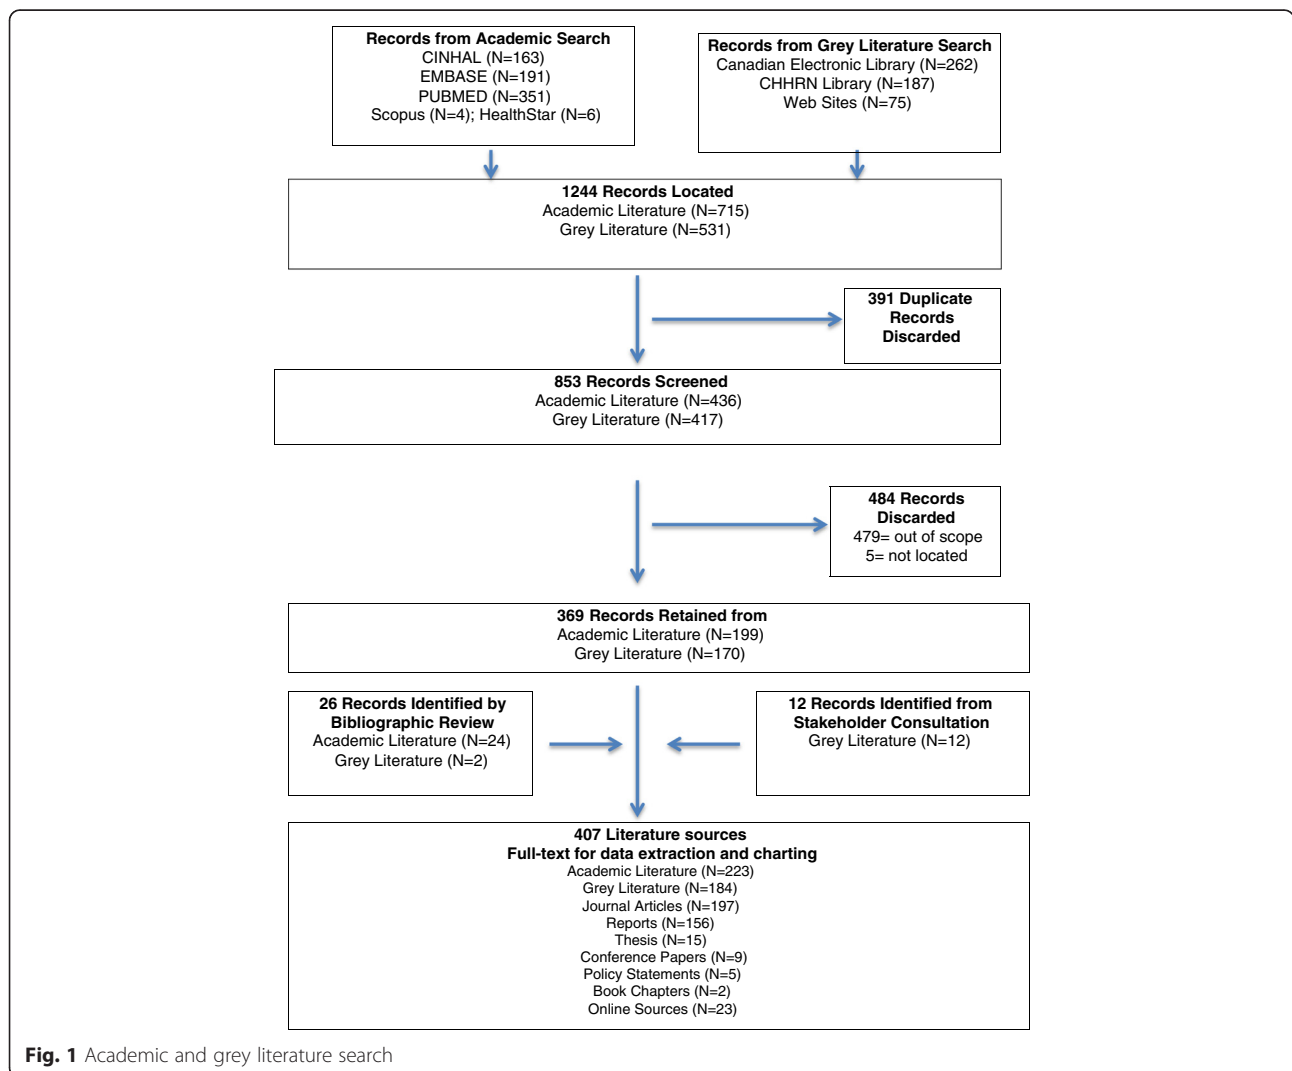 Records from Academic Search
CINHAL (N=163)
EMBASE (N=191)
PUBMED (N=351)
Scopus (N=4); HealthStar (N=6)
Records from Grey Literature Search
Canadian Electronic Library (N=262)
CHHRN Library (N=187)
Web Sites (N=75)
1244 Records Located
Academic Literature (N=715)
Grey Literature (N=531)
391 Duplicate
Records
Discarded
853 Records Screened
Academic Literature (N=436)
Grey Literature (N=417)
484 Records
Discarded
479= out of scope
5= not located
369 Records Retained from
Academic Literature (N=199)
Grey Literature (N=170)
26 Records Identified by
Bibliographic Review
Academic Literature (N=24)
Grey Literature (N=2)
12 Records Identified from
Stakeholder Consultation
Grey Literature (N=12)
407 Literature sources
Full-text for data extraction and charting
Academic Literature (N=223)
Grey Literature (N=184)
Journal Articles (N=197)
Reports (N=156)
Thesis (N=15)
Conference Papers (N=9)
Policy Statements (N=5)
Book Chapters (N=2)
Online Sources (N=23)
Fig. 1 Academic and grey literature search